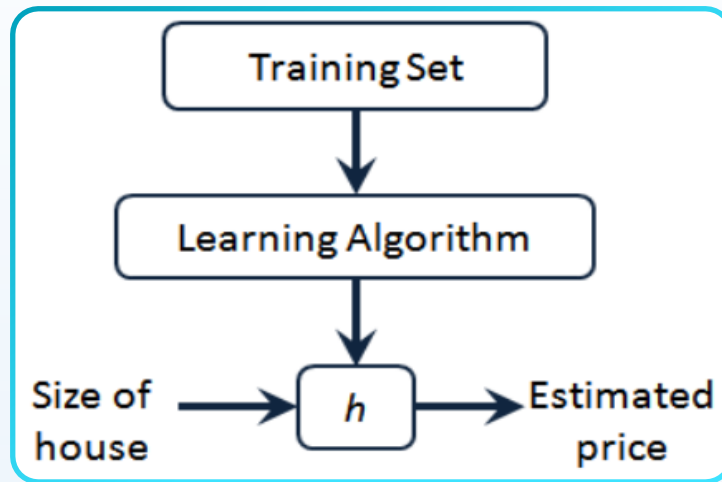 Training Set
Learning Algorithm
Size of
house
h
Estimated
price